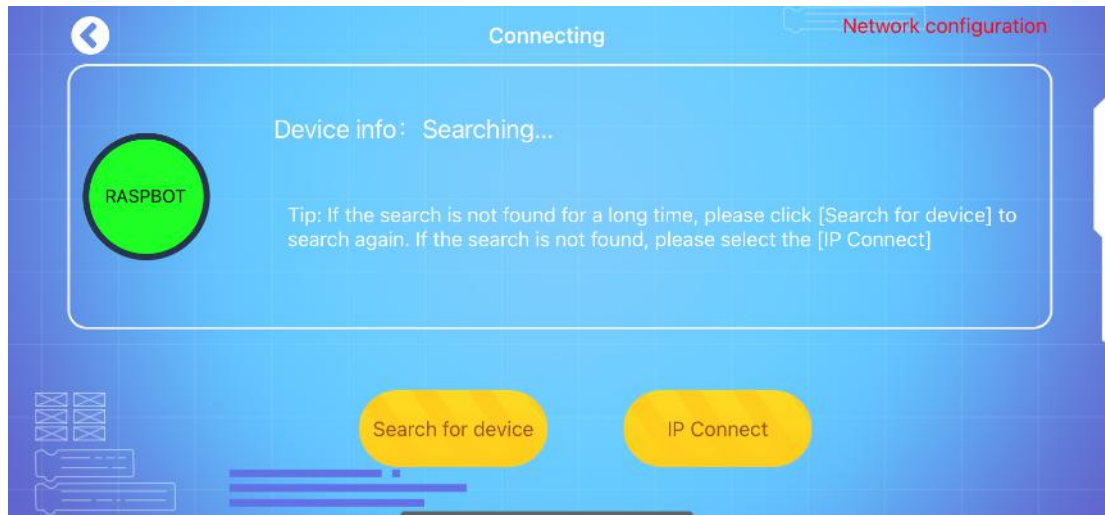 Connecting
Network configuration
Device info： Searching...
RASPBOT
Tip: If the search is not found for a long time, please click [Search for device] to
search again. If the search is not found, please select the [IP Connect]
Search for device
IP Connect